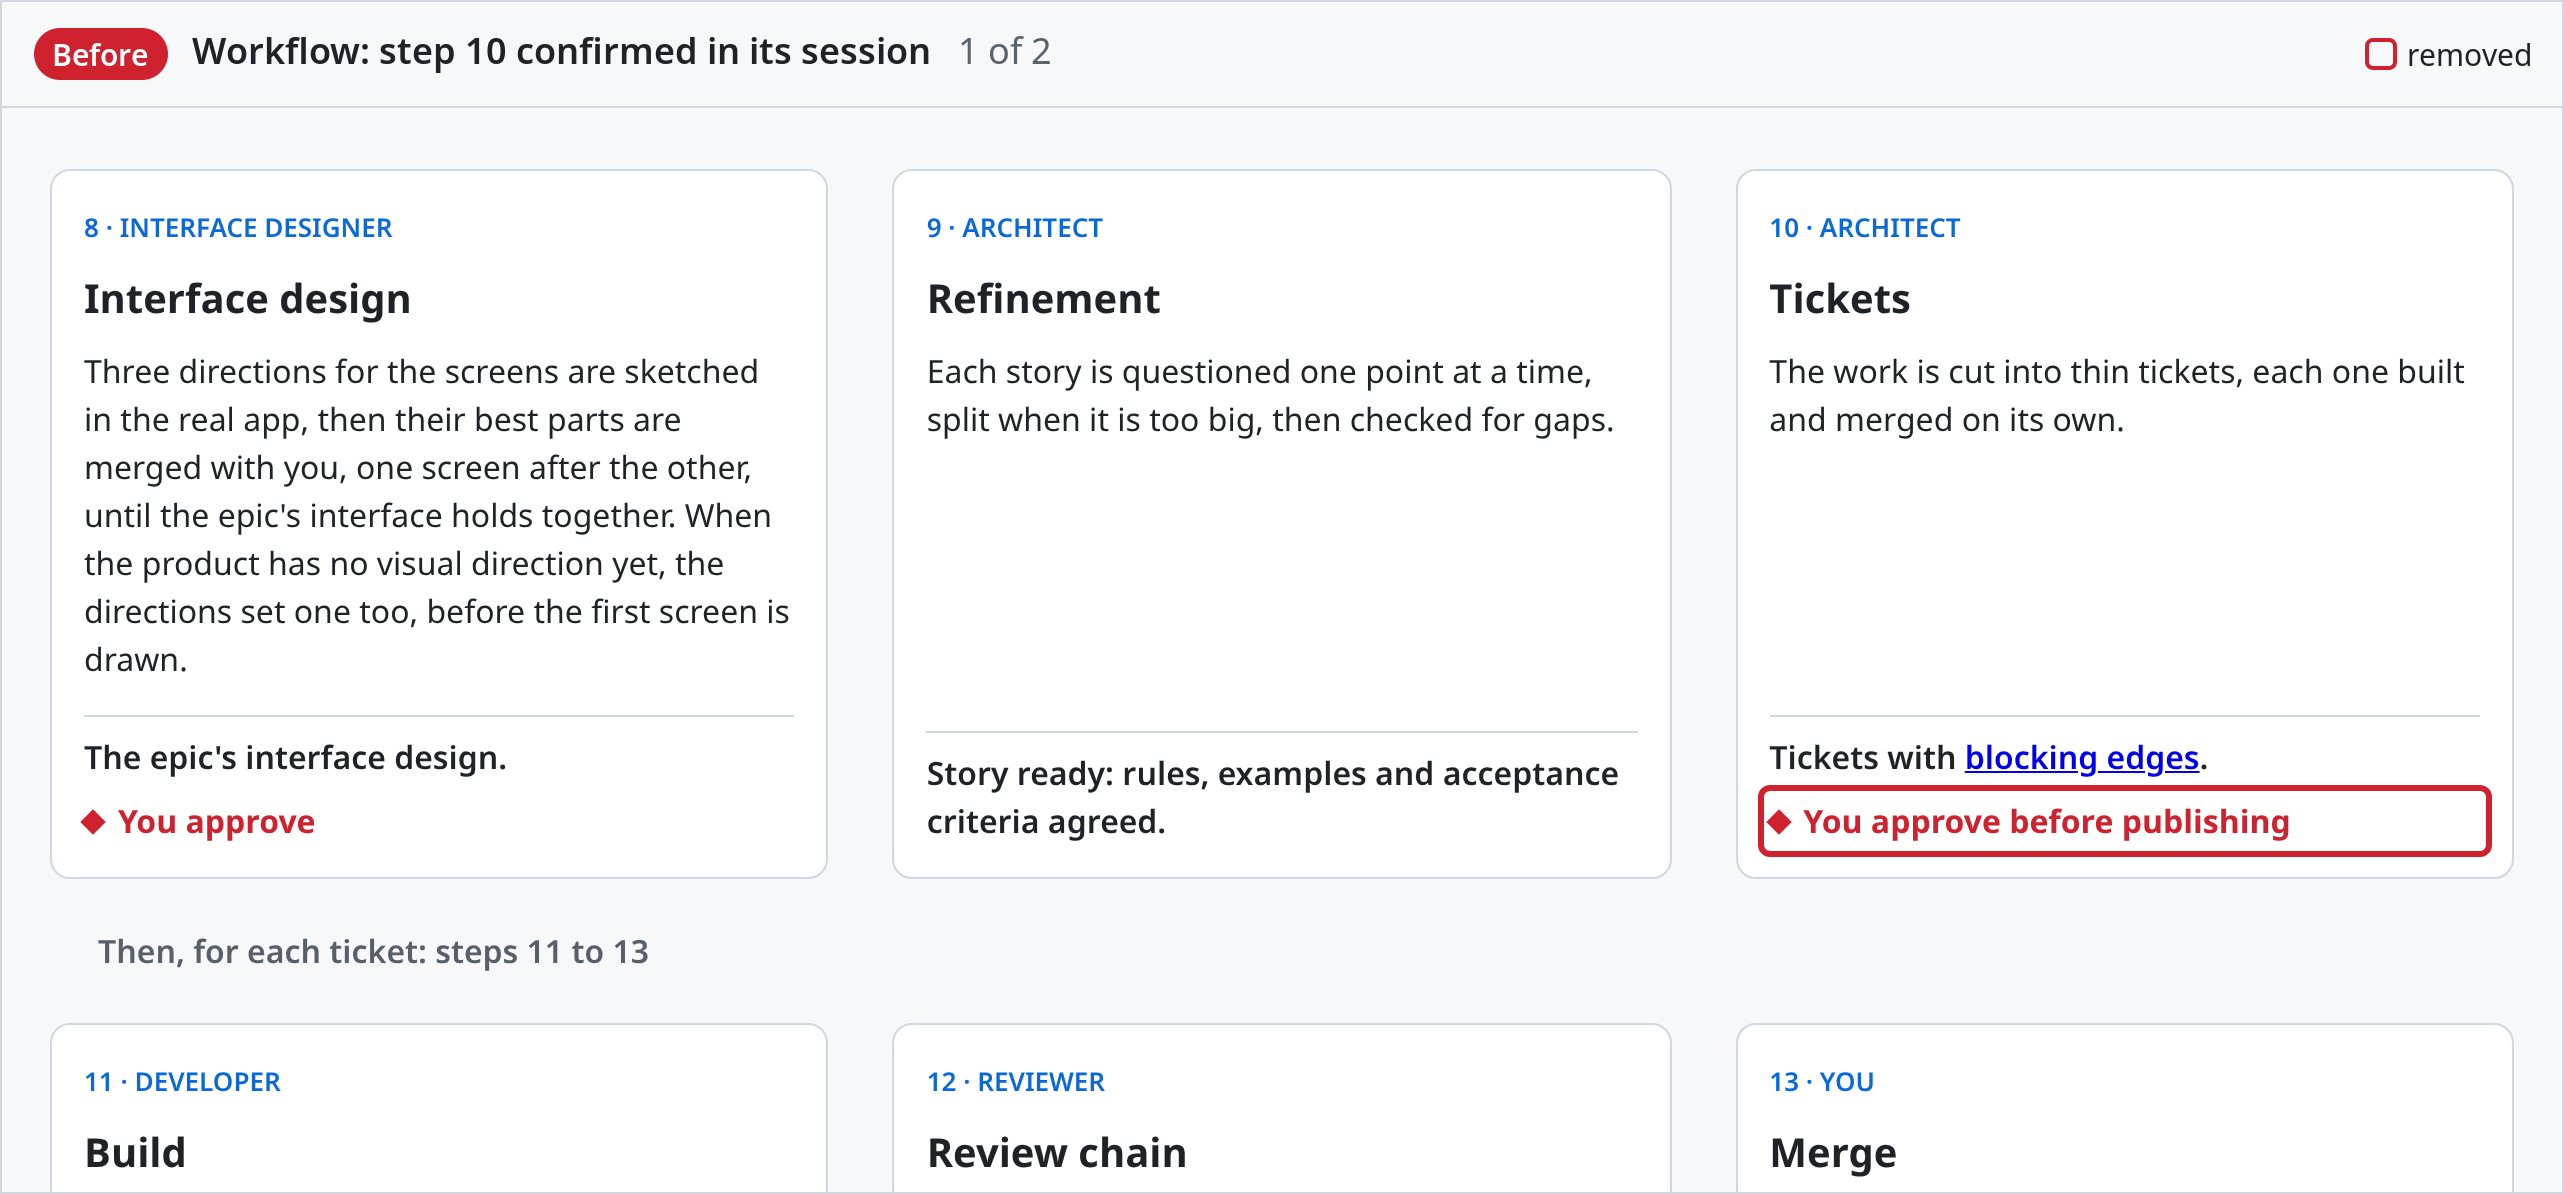 Before Workflow: step 10 confirmed in its session 1 of 2 removed
8 · INTERFACE DESIGNER
Interface design
Three directions for the screens are sketched
in the real app, then their best parts are
merged with you, one screen after the other,
until the epic's interface holds together. When
the product has no visual direction yet, the
directions set one too, before the first screen is
drawn.
The epic's interface design.
◆ You approve
9 · ARCHITECT
Refinement
Each story is questioned one point at a time,
split when it is too big, then checked for gaps.
Story ready: rules, examples and acceptance
criteria agreed.
10 · ARCHITECT
Tickets
The work is cut into thin tickets, each one built
and merged on its own.
Tickets with blocking edges.
◆ You approve before publishing
Then, for each ticket: steps 11 to 13
11 · DEVELOPER
Build
12 · REVIEWER
Review chain
13 · YOU
Merge